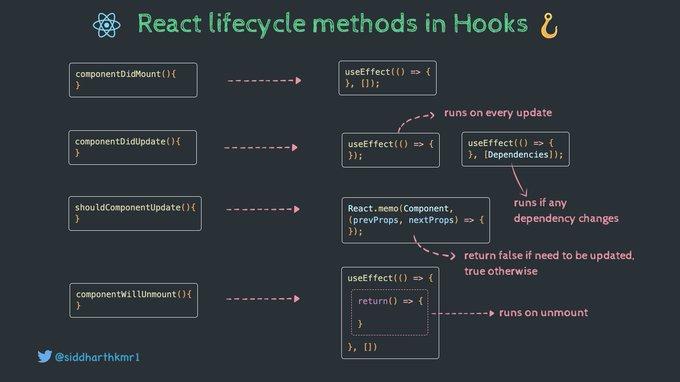 React lifecycle methods in Hooks
componentDidMount(){
}
useEffect(() => {
}, []);
runs on every update
componentDidUpdate(){
}
useEffect(() => {
});
useEffect(() => {
}, [Dependencies]);
runs if any
dependency changes
shouldComponentUpdate(){
}
React.memo(Component,
(prevProps, nextProps) => {
});
return false if need to be updated,
true otherwise
componentWillUnmount(){
}
useEffect(() => {
return() => {
}
}, [])
runs on unmount
@siddharthkmr1